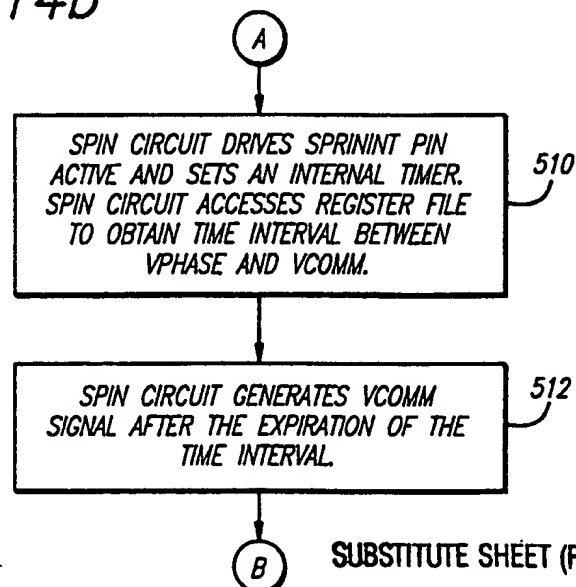 14b
A
SPIN CIRCUIT DRIVES SPRININT PIN
ACTIVE AND SETS AN INTERNAL TIMER.
SPIN CIRCUIT ACCESSES REGISTER FILE
TO OBTAIN TIME INTERVAL BETWEEN
VPHASE AND VCOMM.
510
SPIN CIRCUIT GENERATES VCOMM
SIGNAL AFTER THE EXPIRATION OF THE
TIME INTERVAL.
512
B
SUBSTITUTE SHEET (